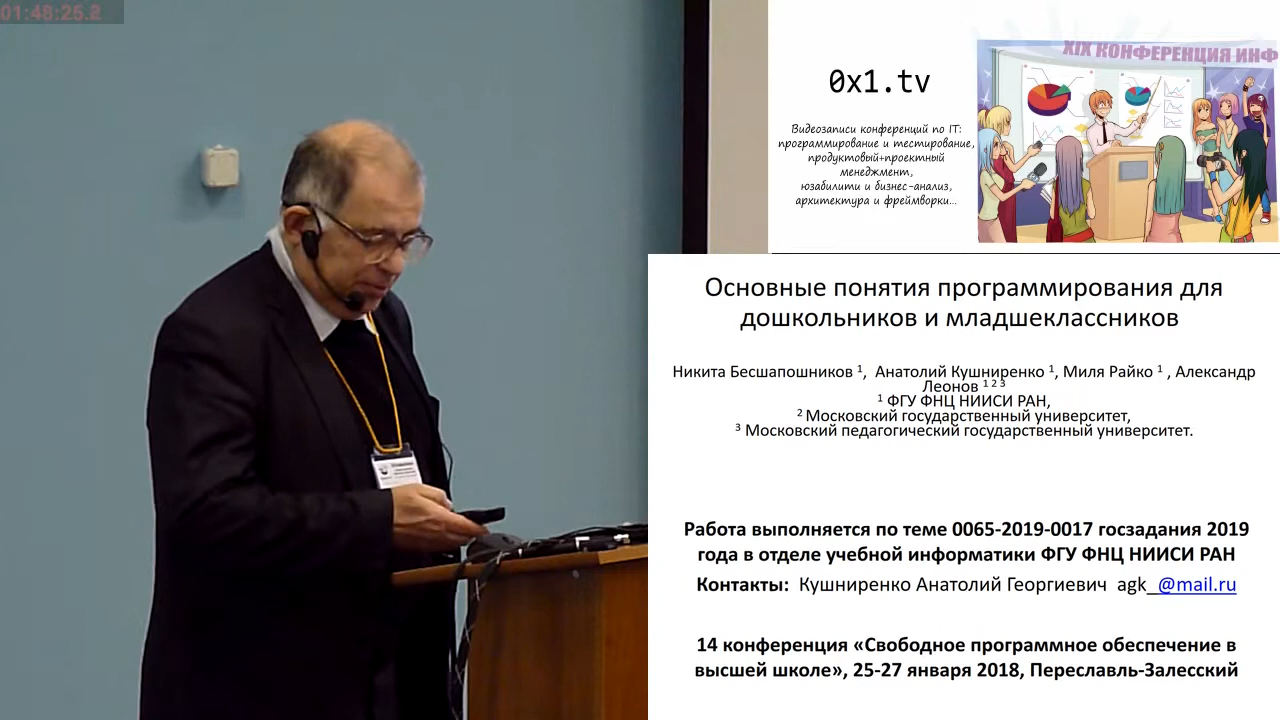 01:48:25.2
0x1.tv
Видеозаписи конференций по IT:
программирование и тестирование,
продуктовый+проектный
менеджмент,
юзабилити и бизнес-анализ,
архитектура и фреймворки...
XIX КОНФЕРЕНЦИЯ ИНФ
Основные понятия программирования для
дошкольников и младшеклассников
Никита Бесшапошников ¹, Анатолий Кушниренко ¹, Миля Райко ¹ , Александр
Леонов ¹ ² ³
¹ ФГУ ФНЦ НИИСИ РАН,
² Московский государственный университет,
³ Московский педагогический государственный университет.
Работа выполняется по теме 0065-2019-0017 госзадания 2019
года в отделе учебной информатики ФГУ ФНЦ НИИСИ РАН
Контакты: Кушниренко Анатолий Георгиевич agk_@mail.ru
14 конференция «Свободное программное обеспечение в
высшей школе», 25-27 января 2018, Переславль-Залесский